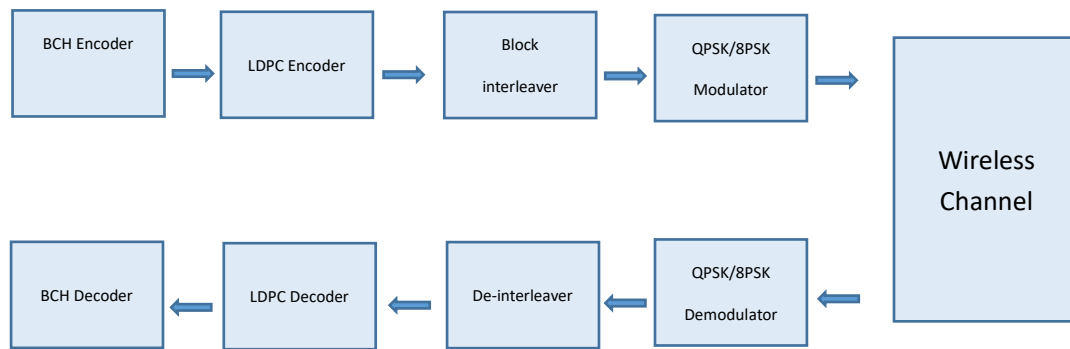 BCH Encoder
LDPC Encoder
Block
interleaver
QPSK/8PSK
Modulator
Wireless
Channel
BCH Decoder
LDPC Decoder
De-interleaver
QPSK/8PSK
Demodulator